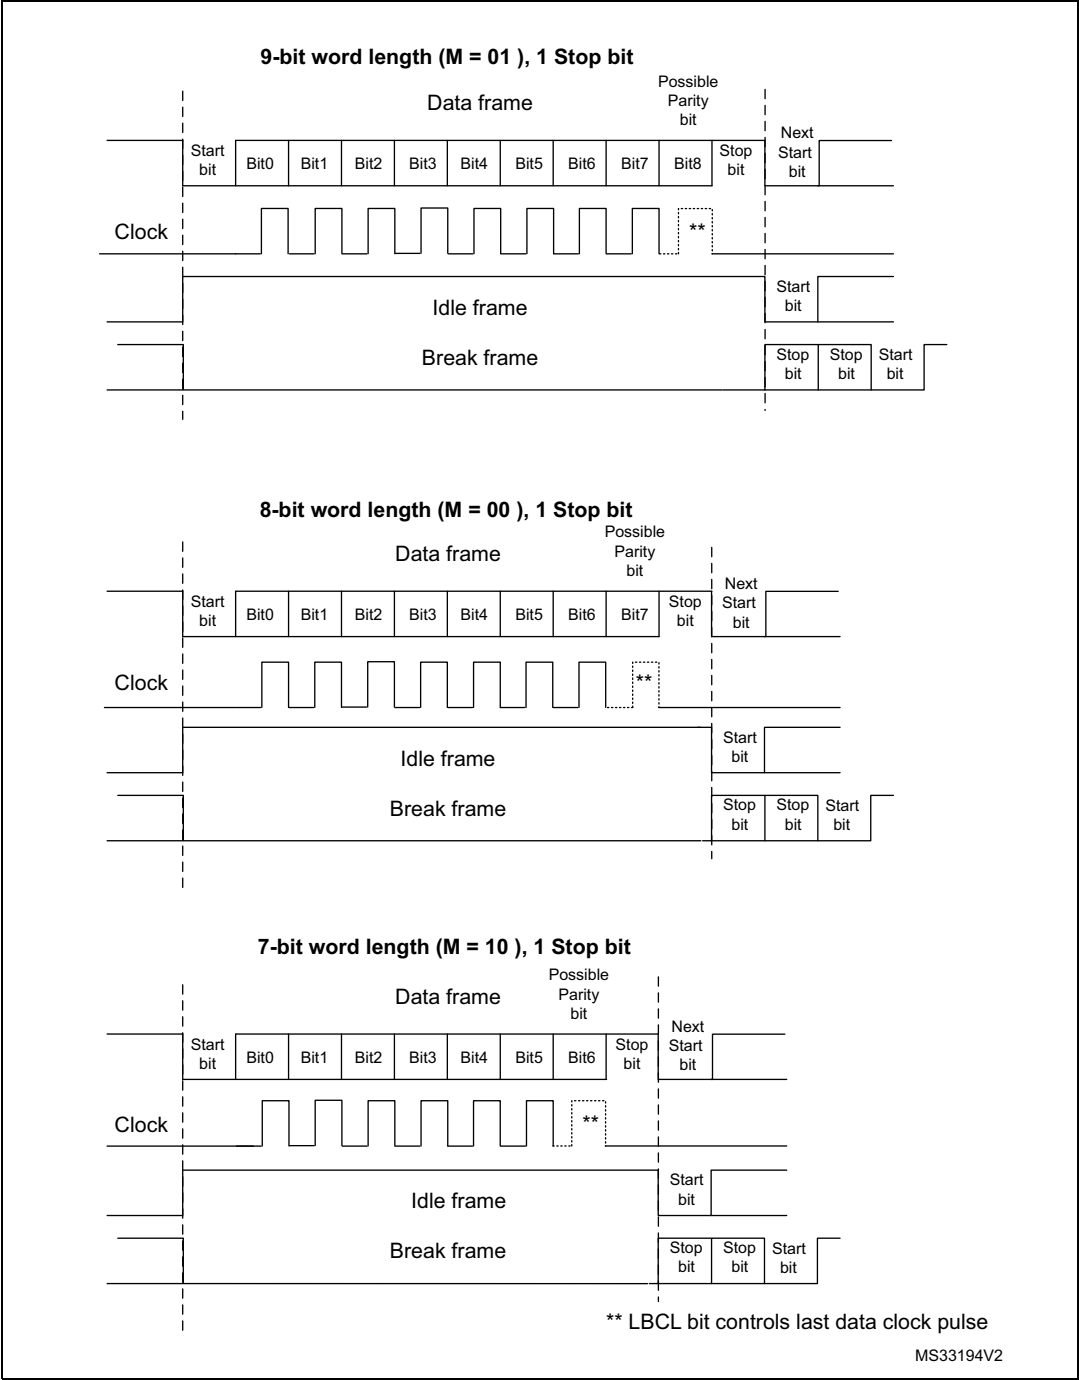 9-bit word length (M = 01 ), 1 Stop bit
Possible
Parity
bit
Data frame
Next
Start
bit
Start
bit
Bit0 Bit1 Bit2 Bit3 Bit4 Bit5 Bit6 Bit7 Bit8
Stop
bit
Clock
**
Idle frame
Start
bit
Break frame
Stop
bit
Stop
bit
Start
bit
8-bit word length (M = 00 ), 1 Stop bit
Possible
Parity
bit
Data frame
Next
Start
bit
Start
bit
Bit0 Bit1 Bit2 Bit3 Bit4 Bit5 Bit6 Bit7
Stop
bit
Clock
**
Idle frame
Start
bit
Break frame
Stop
bit
Stop
bit
Start
bit
7-bit word length (M = 10 ), 1 Stop bit
Possible
Parity
bit
Data frame
Next
Start
bit
Start
bit
Bit0 Bit1 Bit2 Bit3 Bit4 Bit5 Bit6
Stop
bit
Clock
**
Idle frame
Start
bit
Break frame
Stop
bit
Stop
bit
Start
bit
** LBCL bit controls last data clock pulse
MS33194V2